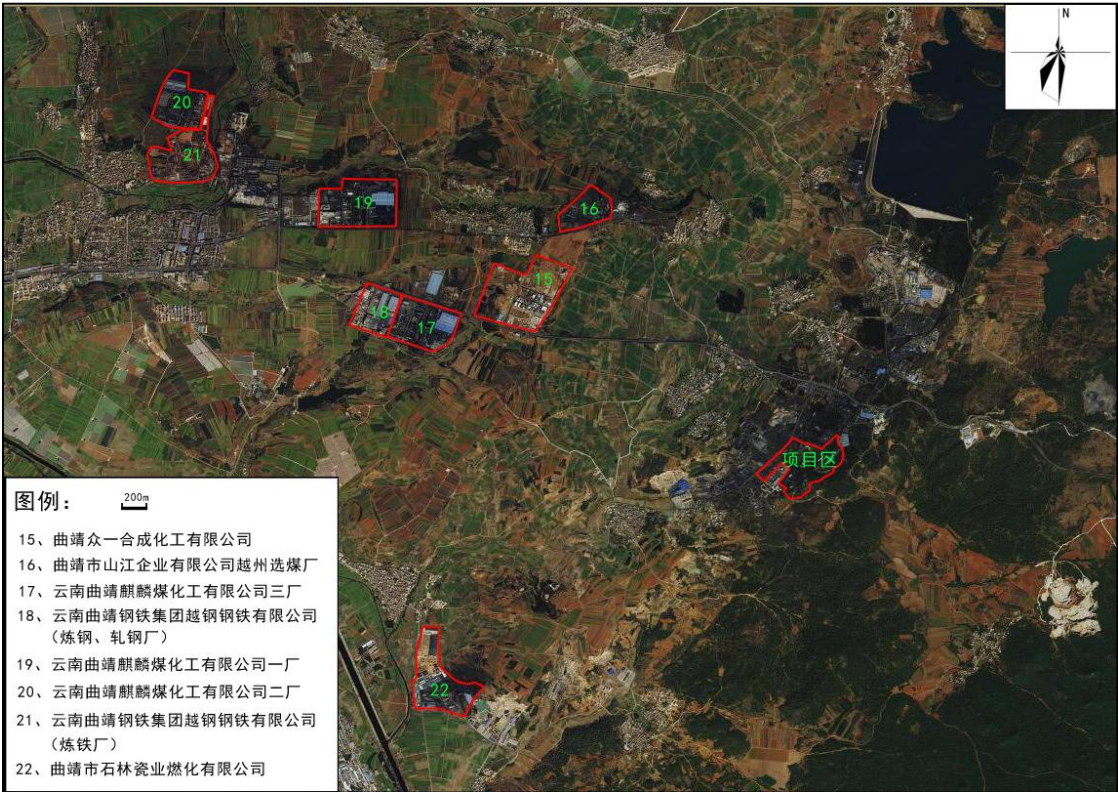 N
20
21
19
16
15
18
17
项目区
22
图例：
200m
15、曲靖众一合成化工有限公司
16、曲靖市山江企业有限公司越州选煤厂
17、云南曲靖麒麟煤化工有限公司三厂
18、云南曲靖钢铁集团越钢钢铁有限公司
（炼钢、轧钢厂）
19、云南曲靖麒麟煤化工有限公司一厂
20、云南曲靖麒麟煤化工有限公司二厂
21、云南曲靖钢铁集团越钢钢铁有限公司
（炼铁厂）
22、曲靖市石林瓷业燃化有限公司